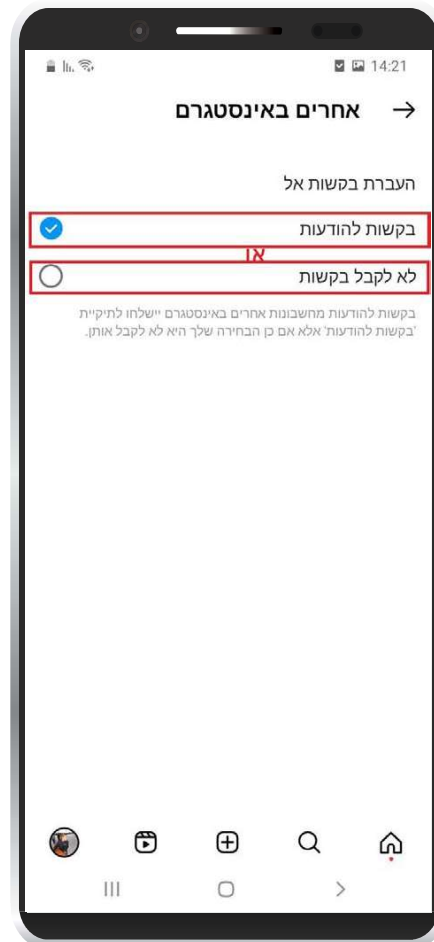 14:21
אחרים באינסטגרם
העברת בקשות אל
בקשות להודעות
או
לא לקבל בקשות
בקשות להודעות מחשבונות אחרים באינסטגרם יישלחו לתיקיית
'בקשות להודעות' אלא אם כן הבחירה שלך היא לא לקבל אותן.